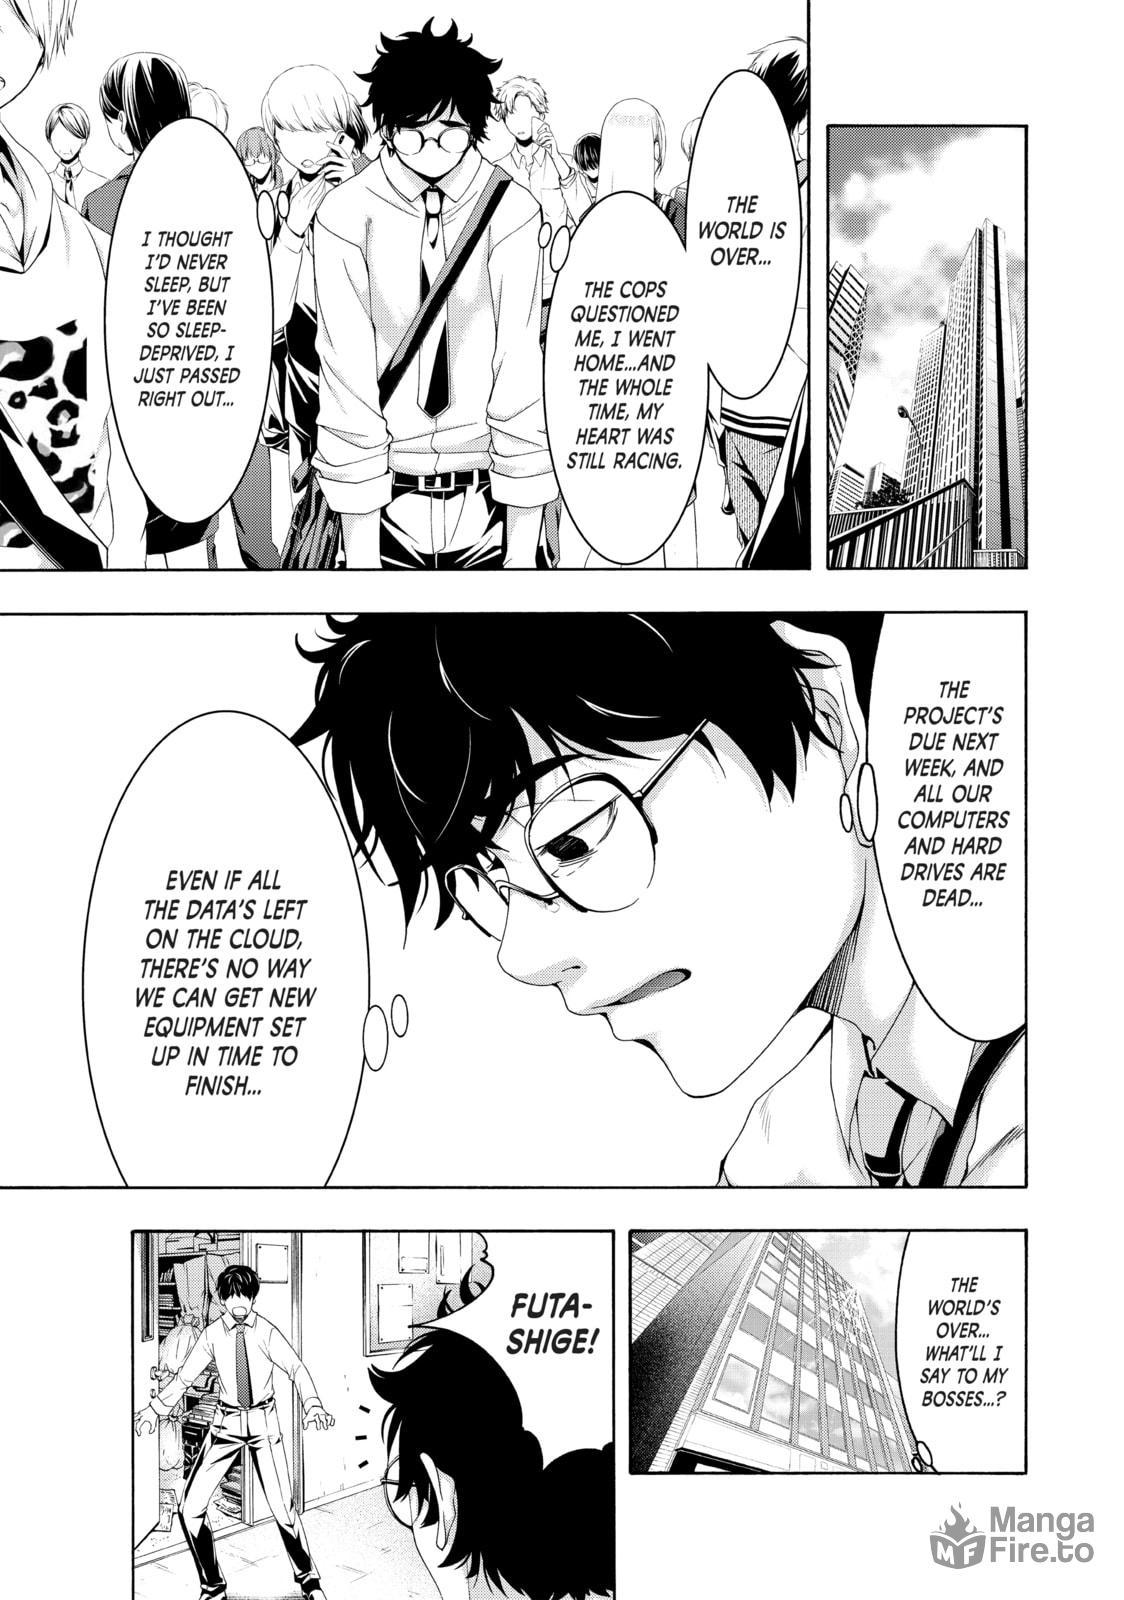 THE
WORLD IS
OVER...
THE COPS
QUESTIONED
ME, I WENT
HOME...AND
THE WHOLE
TIME, MY
HEART WAS
STILL RACING.
I THOUGHT
I'D NEVER
SLEEP, BUT
I'VE BEEN
SO SLEEP-
DEPRIVED, I
JUST PASSED
RIGHT OUT...
THE
PROJECT'S
DUE NEXT
WEEK, AND
ALL OUR
COMPUTERS
AND HARD
DRIVES ARE
DEAD...
EVEN IF ALL
THE DATA'S LEFT
ON THE CLOUD,
THERE'S NO WAY
WE CAN GET NEW
EQUIPMENT SET
UP IN TIME TO
FINISH...
THE
WORLD'S
OVER...
WHAT'LL I
SAY TO MY
BOSSES...?
FUTA-
SHIGE!
Manga
MF Fire.to